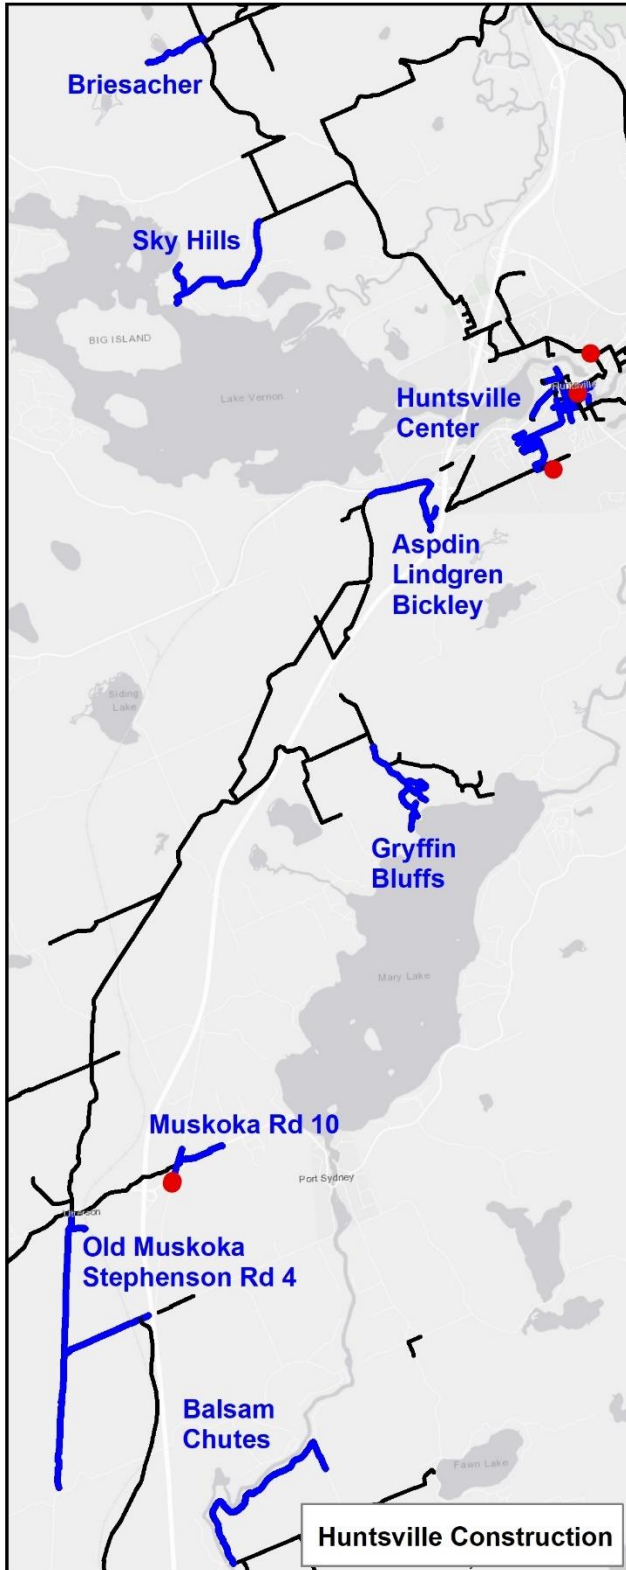 Briesacher
Sky Hills
BIG ISLAND
Lake Vernon
Huntsville
Center
Huntsville
Aspdin
Lindgren
Bickley
Siding
Lake
Gryffin
Bluffs
Mary Lake
Muskoka Rd 10
Port Sydney
Old Muskoka
Stephenson Rd 4
Balsam
Chutes
Fawn Lake
Huntsville Construction